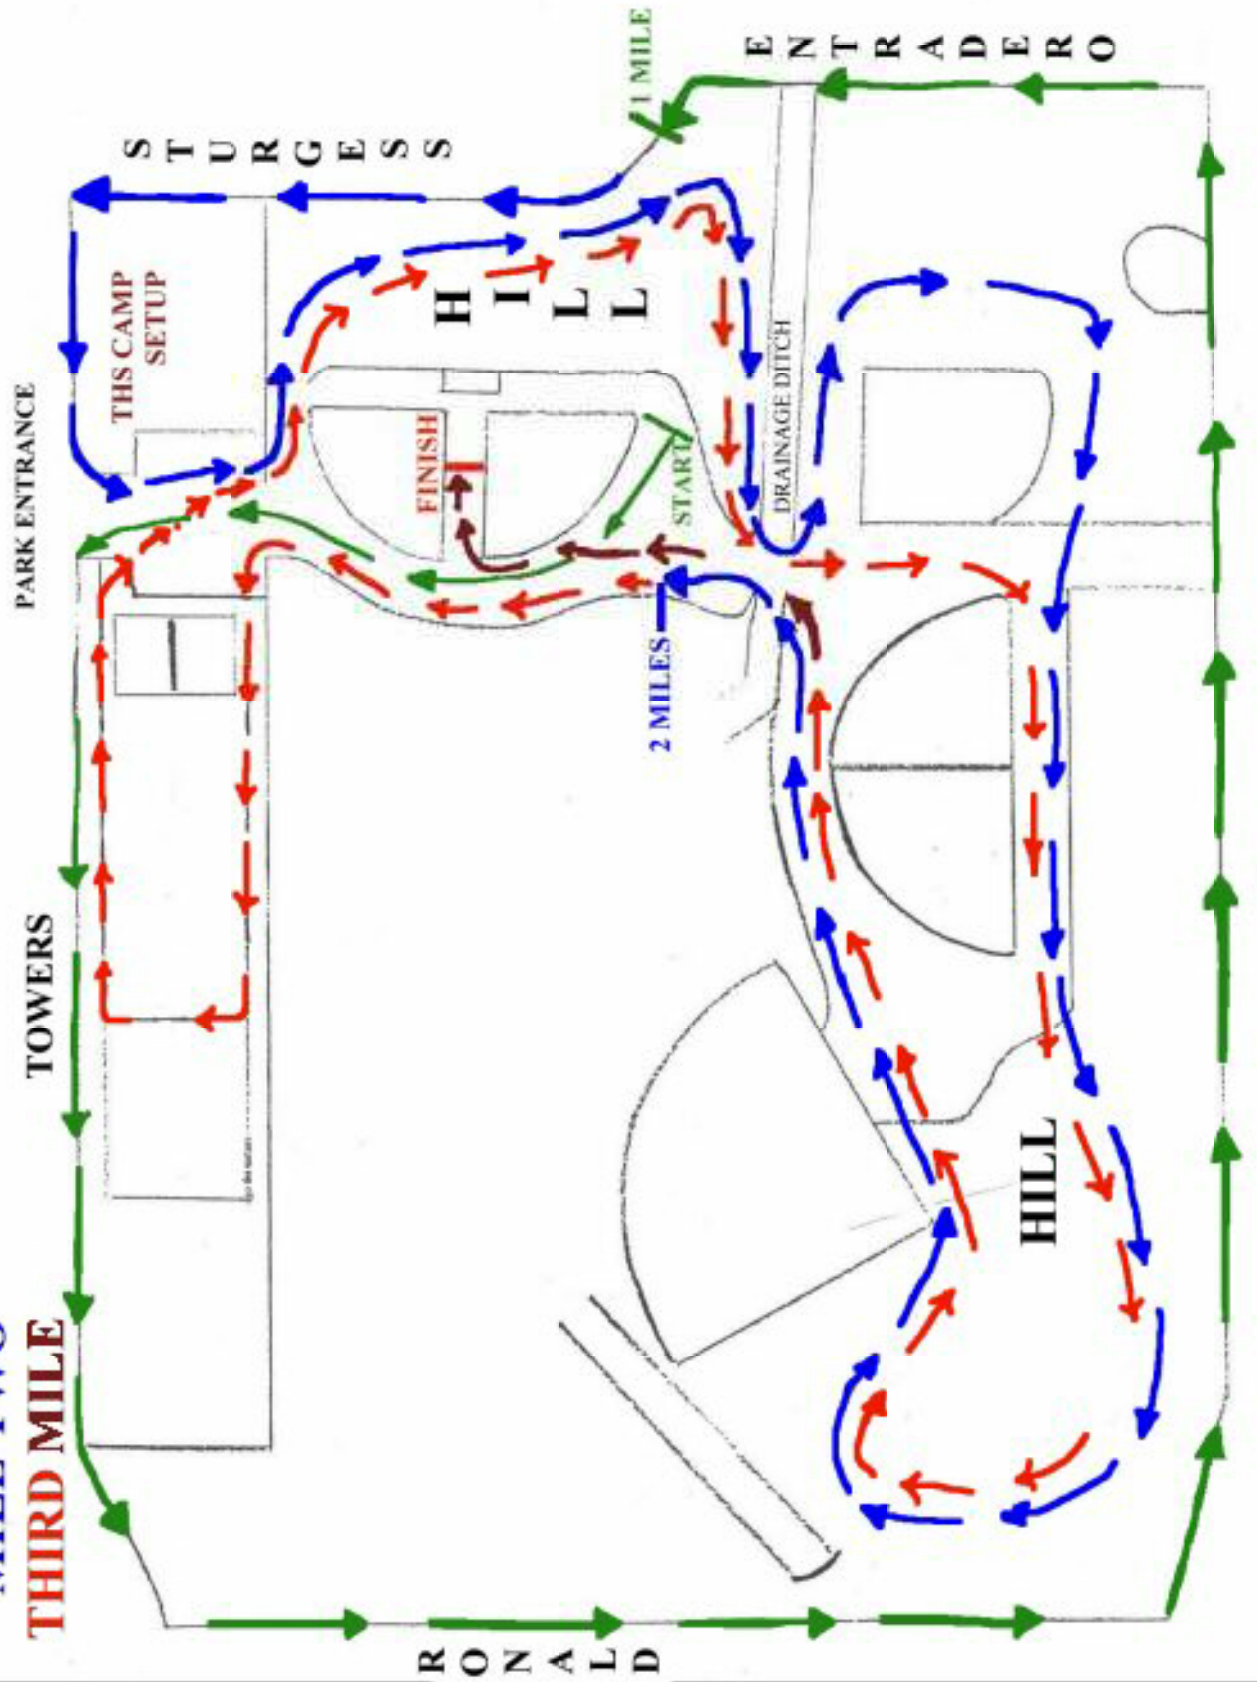 THIRD MILE
TOWERS
PARK ENTRANCE
THS CAMP
SETUP
STURGESS
FINISH
HILL
RONALD
1 MILE
2 MILES
START
DRAINAGE DITCH
ENTRADERO
HILL